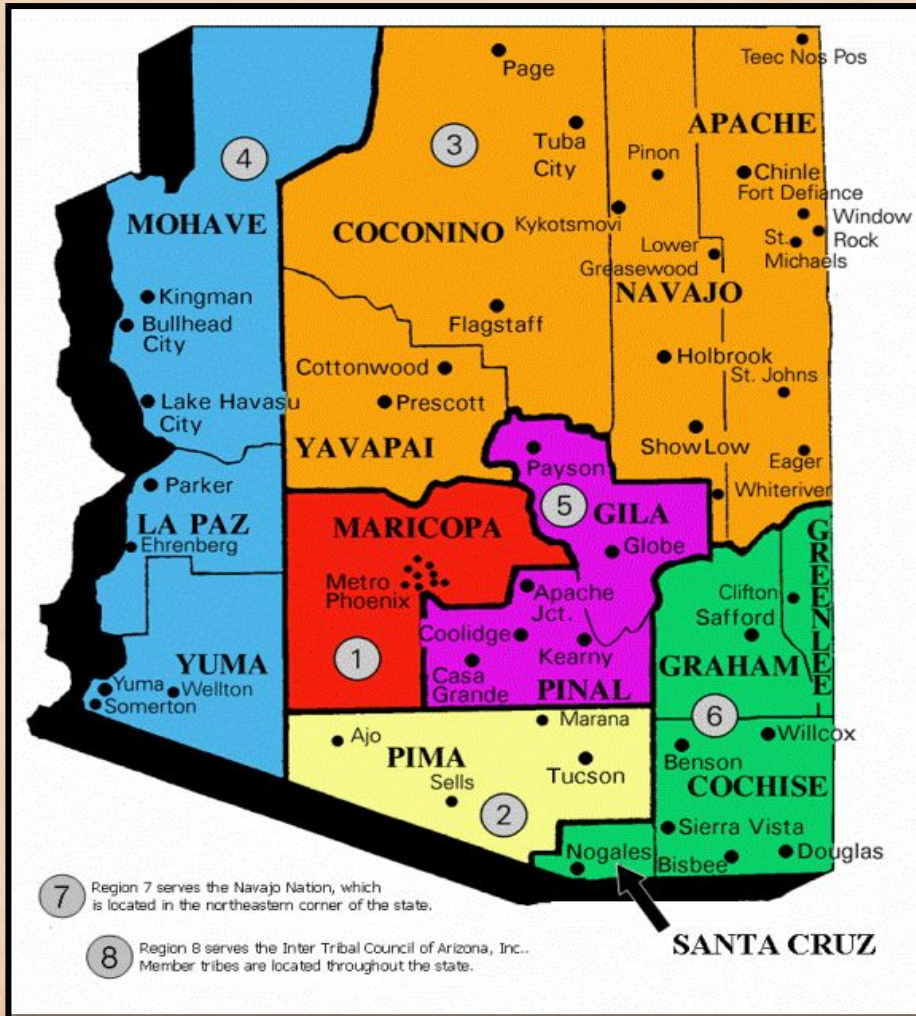 Page
Teec Nos Pos
4
3
Tuba
City
APACHE
Pinon
Chinle
Fort Defiance
MOHAVE
COCONINO
Kykotsmovi
Window
Rock
St.
Michaels
Lower
Greasewood
NAVAJO
Kingman
Bullhead
City
Flagstaff
Cottonwood
Holbrook
St. Johns
Lake Havasu
City
Prescott
YAVAPAI
Show Low
Payson
Eager
Parker
Whiteriver
5
GILA
LA PAZ
Ehrenberg
MARICOPA
Globe
GREENLEE
Metro
Phoenix
Apache
Jct.
Clifton
Safford
Coolidge
1
Kearny
YUMA
Casa
Grande
PINAL
GRAHAM
Yuma
Wellton
Somerton
6
Marana
Ajo
Willcox
PIMA
Tucson
Benson
Sells
COCHISE
2
Sierra Vista
Nogales
Bisbee
Douglas
7
Region 7 serves the Navajo Nation, which
is located in the northeastern corner of the state.
SANTA CRUZ
8
Region 8 serves the Inter Tribal Council of Arizona, Inc..
Member tribes are located throughout the state.